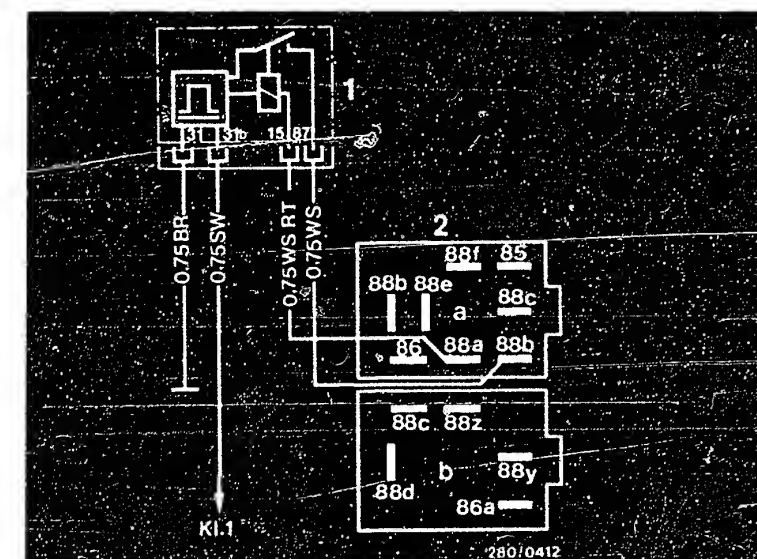 1
31 31b 15 87
0.75BR
0.75SW
0.75WS RT
0.75WS
2
88f 85
88b 88e
a
88c
86 88a 88b
88c 88z
b
88y
88d
86a
Kl.1
280/0412